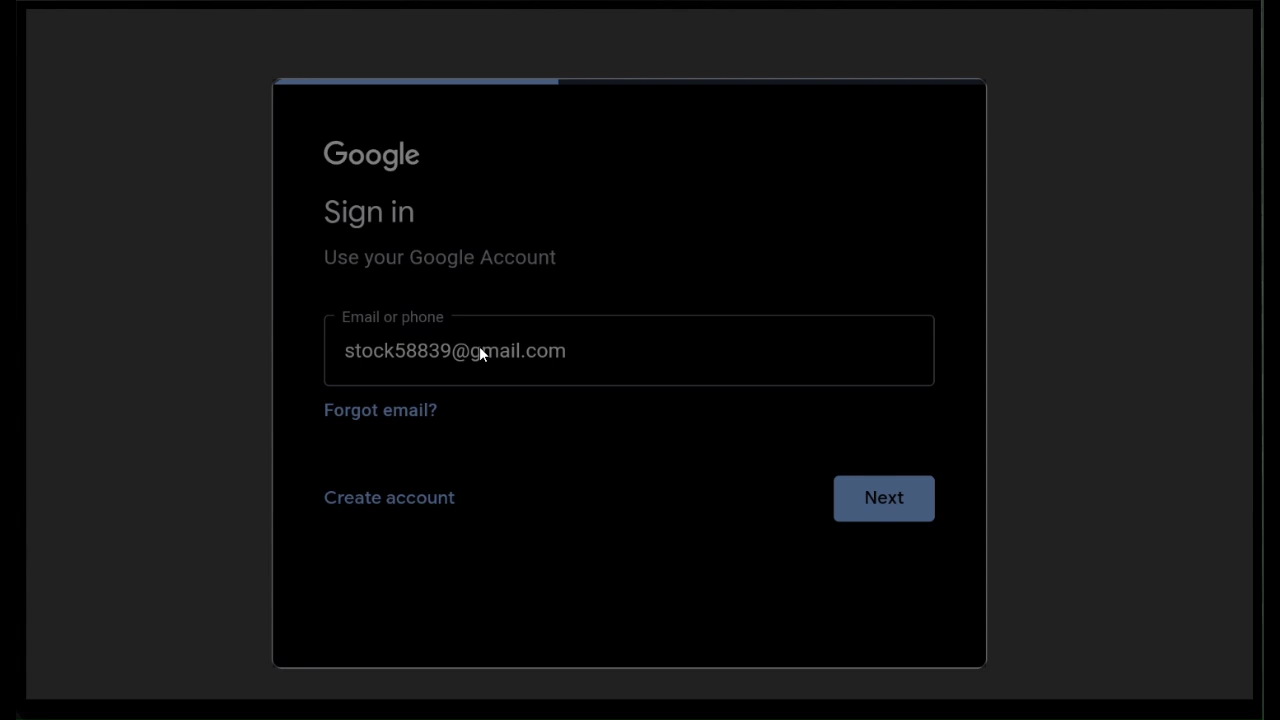 Google
Sign in
Use your Google Account
Email or phone
stock58839@gmail.com
Forgot email?
Create account
Next